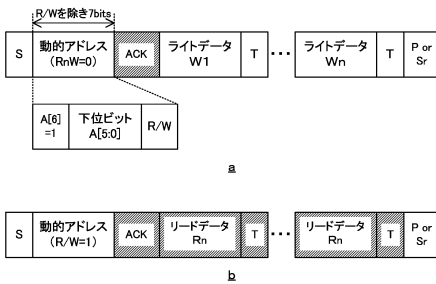 R/Wを除き7bits
S 動的アドレス (RnW=0) ACK ライトデータ W1 T ・・・ ライトデータ Wn T P or Sr
A[6] =1 下位ビット A[5:0] R/W
a
S 動的アドレス (R/W=1) ACK リードデータ Rn T ・・・ リードデータ Rn T P or Sr
b